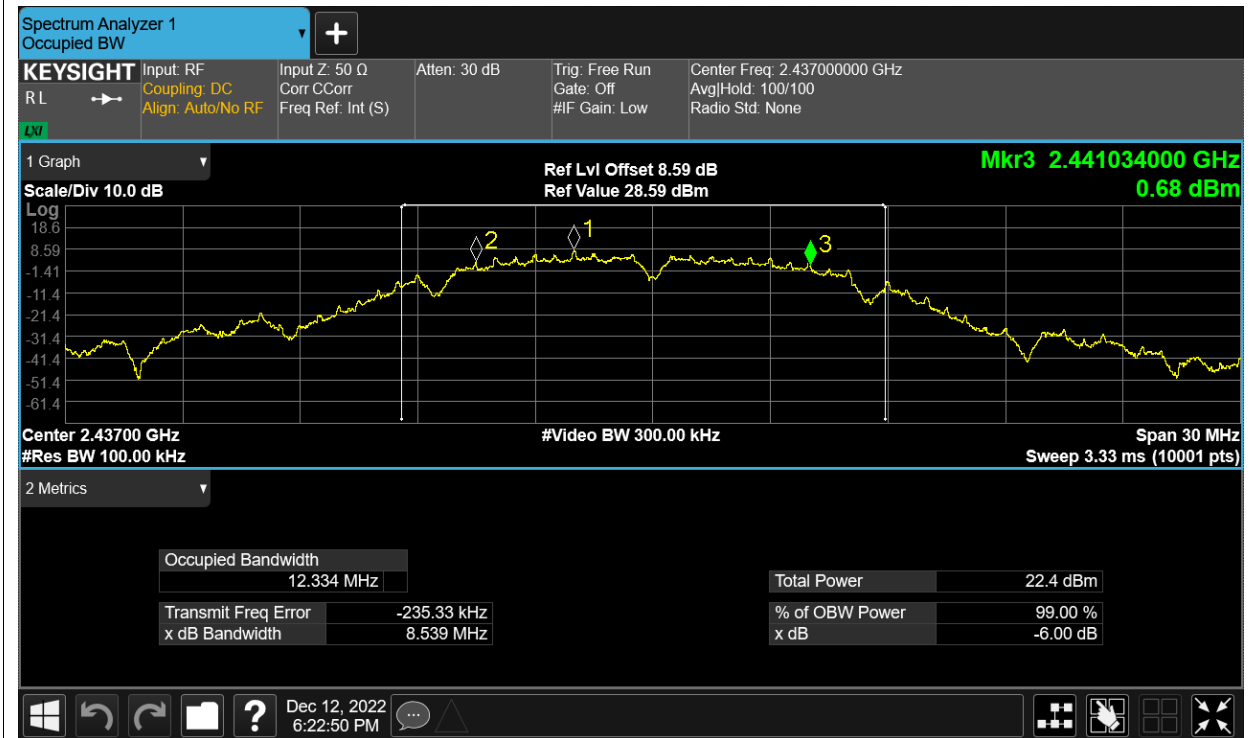 Spectrum Analyzer 1
Occupied BW
▼
+
KEYSIGHT
R L
LXI
Input: RF
Coupling: DC
Align: Auto/No RF
Input Z: 50 Ω
Corr CCorr
Freq Ref: Int (S)
Atten: 30 dB
Trig: Free Run
Gate: Off
#IF Gain: Low
Center Freq: 2.437000000 GHz
Avg|Hold: 100/100
Radio Std: None
1 Graph ▼
Scale/Div 10.0 dB
Ref Lvl Offset 8.59 dB
Ref Value 28.59 dBm
Mkr3 2.441034000 GHz
0.68 dBm
Log
18.6
8.59
-1.41
-11.4
-21.4
-31.4
-41.4
-51.4
-61.4
2
1
3
Center 2.43700 GHz
#Res BW 100.00 kHz
#Video BW 300.00 kHz
Span 30 MHz
Sweep 3.33 ms (10001 pts)
2 Metrics ▼
Occupied Bandwidth
12.334 MHz
Transmit Freq Error -235.33 kHz
x dB Bandwidth 8.539 MHz
Total Power 22.4 dBm
% of OBW Power 99.00 %
x dB -6.00 dB
?
Dec 12, 2022
6:22:50 PM